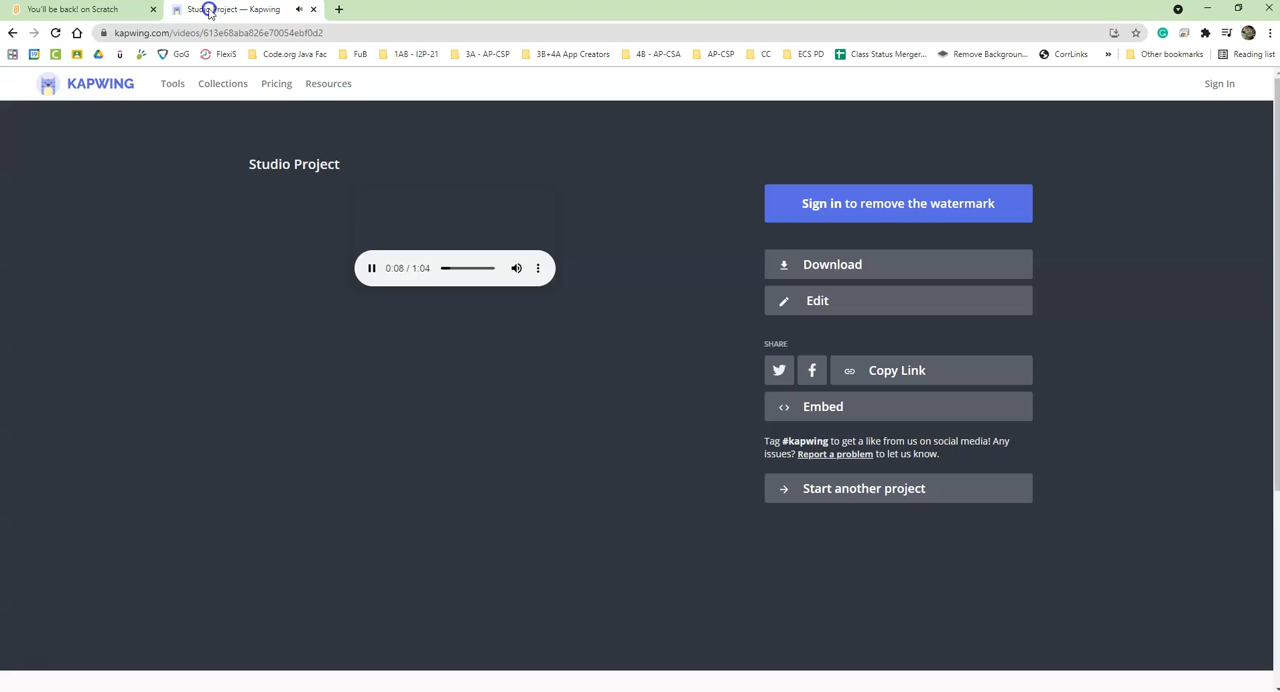 You'll be back! on Scratch
Studio Project — Kapwing
kapwing.com/videos/613e68aba826e70054ebf0d2
GoG FlexiS Code.org Java Fac FuB 1AB - I2P-21 3A - AP-CSP 3B+4A App Creators 4B - AP-CSA AP-CSP CC ECS PD Class Status Merger... Remove Backgroun... CorrLinks » Other bookmarks Reading list
KAPWING Tools Collections Pricing Resources Sign In
Studio Project
Sign in to remove the watermark
0:08 / 1:04
Download
Edit
SHARE
Copy Link
Embed
Tag #kapwing to get a like from us on social media! Any
issues? Report a problem to let us know.
Start another project